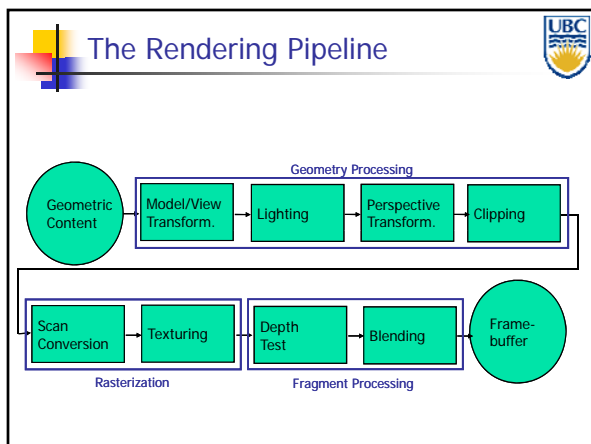 The Rendering Pipeline
UBC
Geometry Processing
Geometric
Content
Model/View
Transform.
Lighting
Perspective
Transform.
Clipping
Scan
Conversion
Texturing
Depth
Test
Blending
Frame-
buffer
Rasterization
Fragment Processing